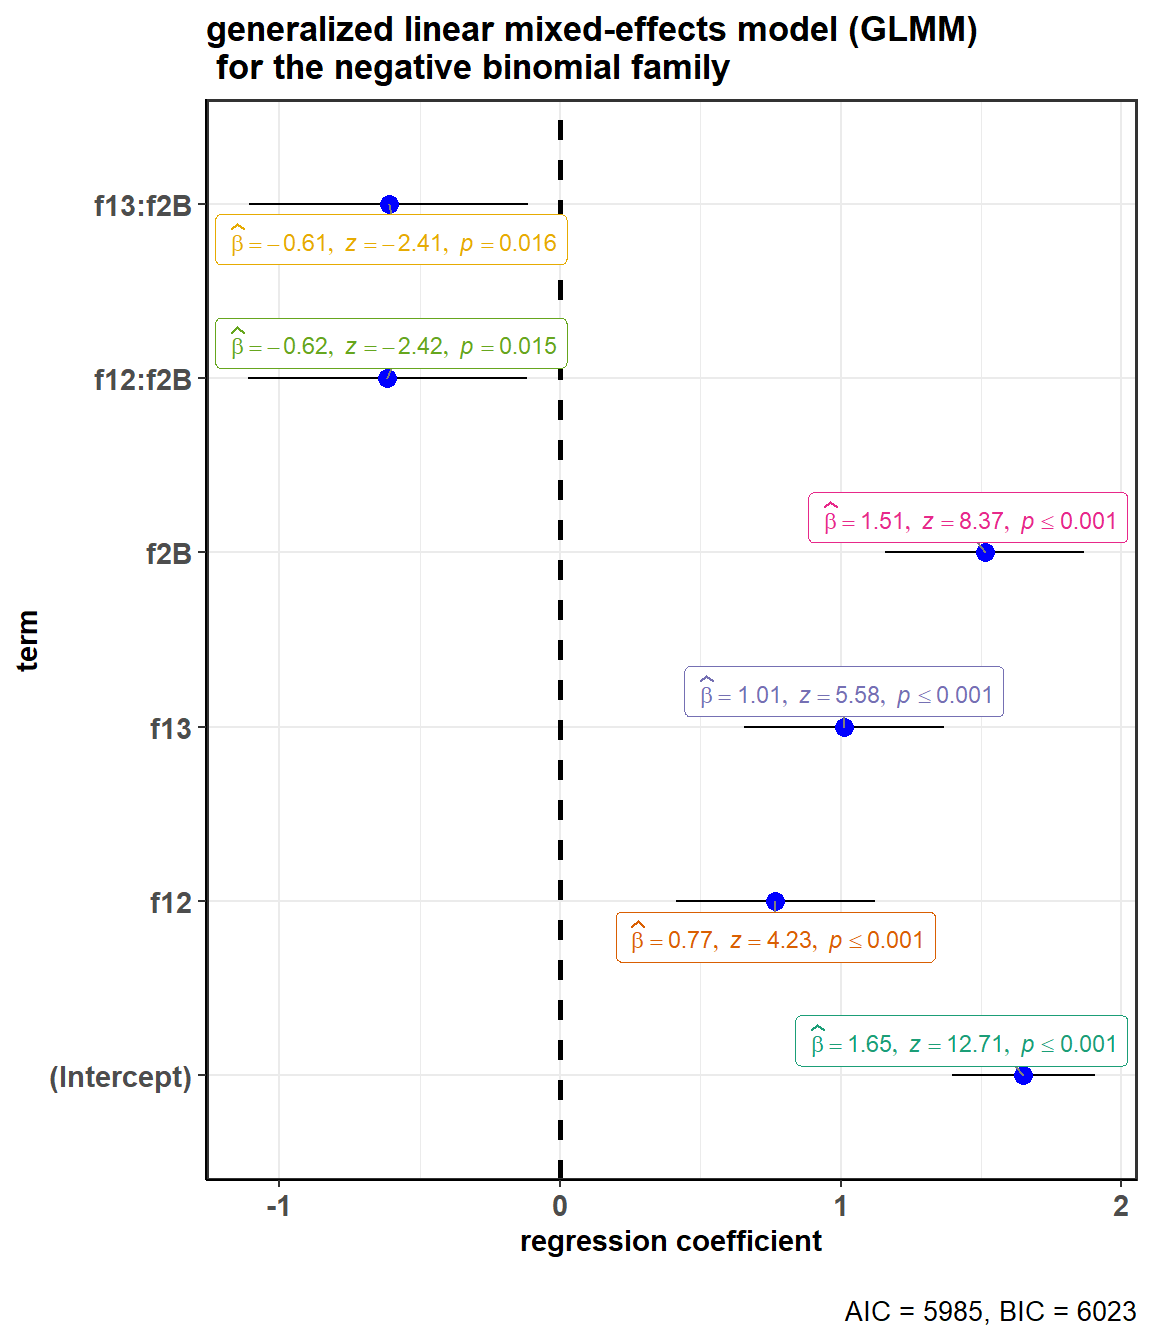 generalized linear mixed-effects model (GLMM)
for the negative binomial family
f13:f2B
β̂ = −0.61, z = −2.41, p = 0.016
β̂ = −0.62, z = −2.42, p = 0.015
f12:f2B
β̂ = 1.51, z = 8.37, p ≤ 0.001
f2B
term
β̂ = 1.01, z = 5.58, p ≤ 0.001
f13
f12
β̂ = 0.77, z = 4.23, p ≤ 0.001
β̂ = 1.65, z = 12.71, p ≤ 0.001
(Intercept)
-1 0 1 2
regression coefficient
AIC = 5985, BIC = 6023